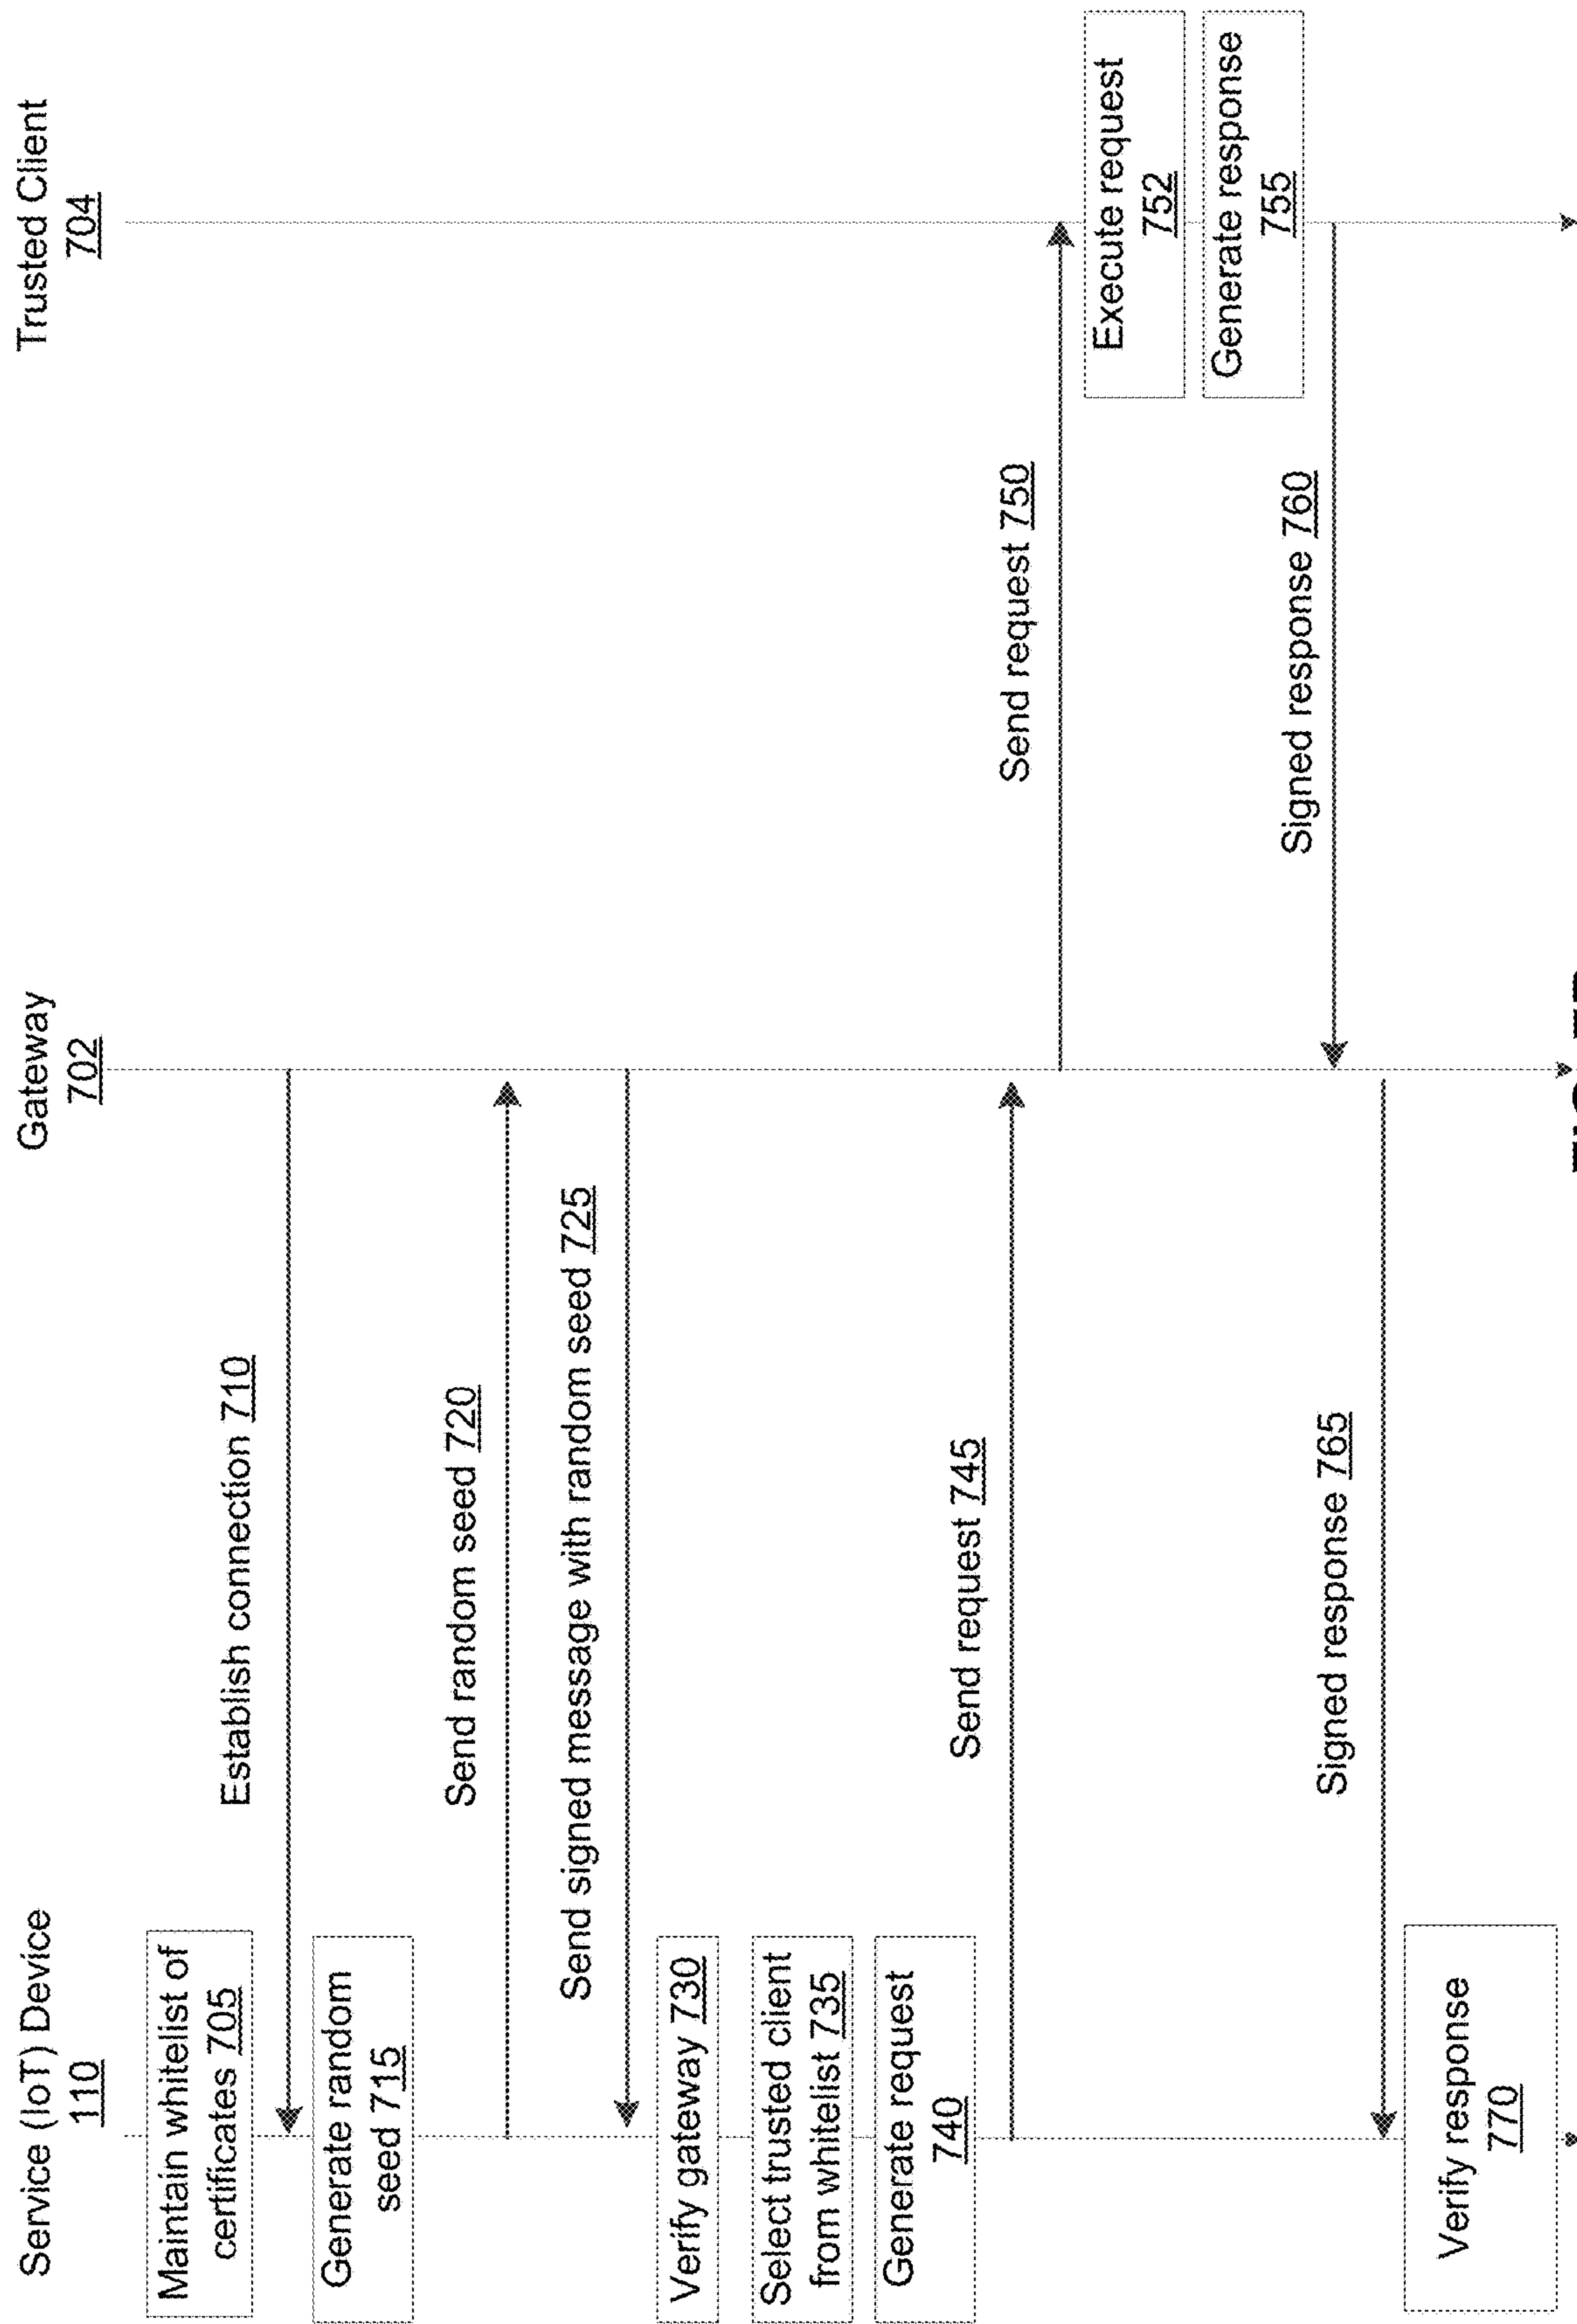 Service (IoT) Device
110
Gateway
702
Trusted Client
704
Maintain whitelist of
certificates 705
Establish connection 710
Generate random
seed 715
Send random seed 720
Send signed message with random seed 725
Verify gateway 730
Select trusted client
from whitelist 735
Generate request
740
Send request 745
Send request 750
Execute request
752
Generate response
755
Signed response 760
Signed response 765
Verify response
770